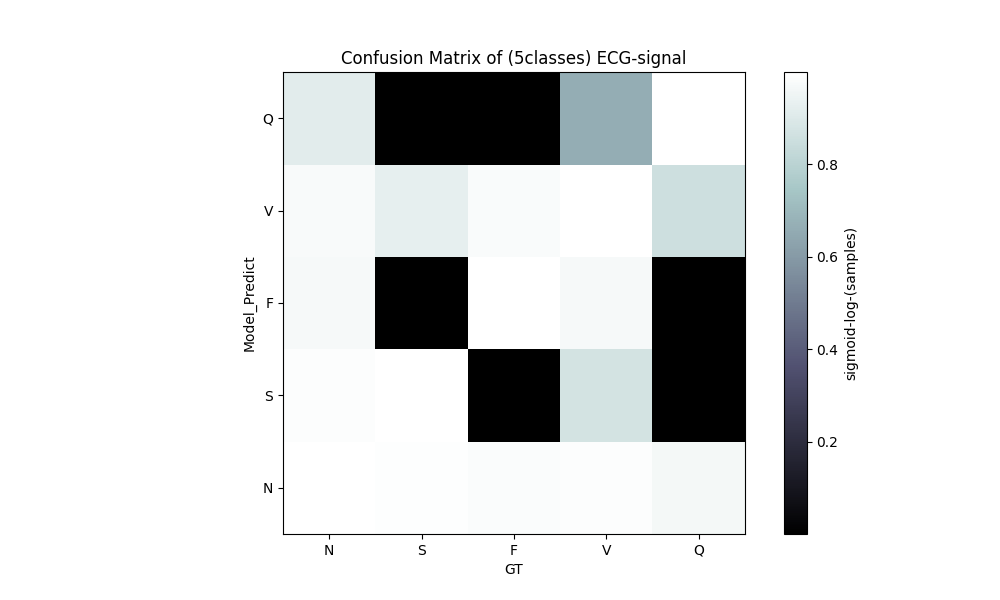 Confusion Matrix of (5classes) ECG-signal
Q
V
F
S
N
Model_Predict
N S F V Q
GT
0.8
0.6
0.4
0.2
sigmoid-log-(samples)